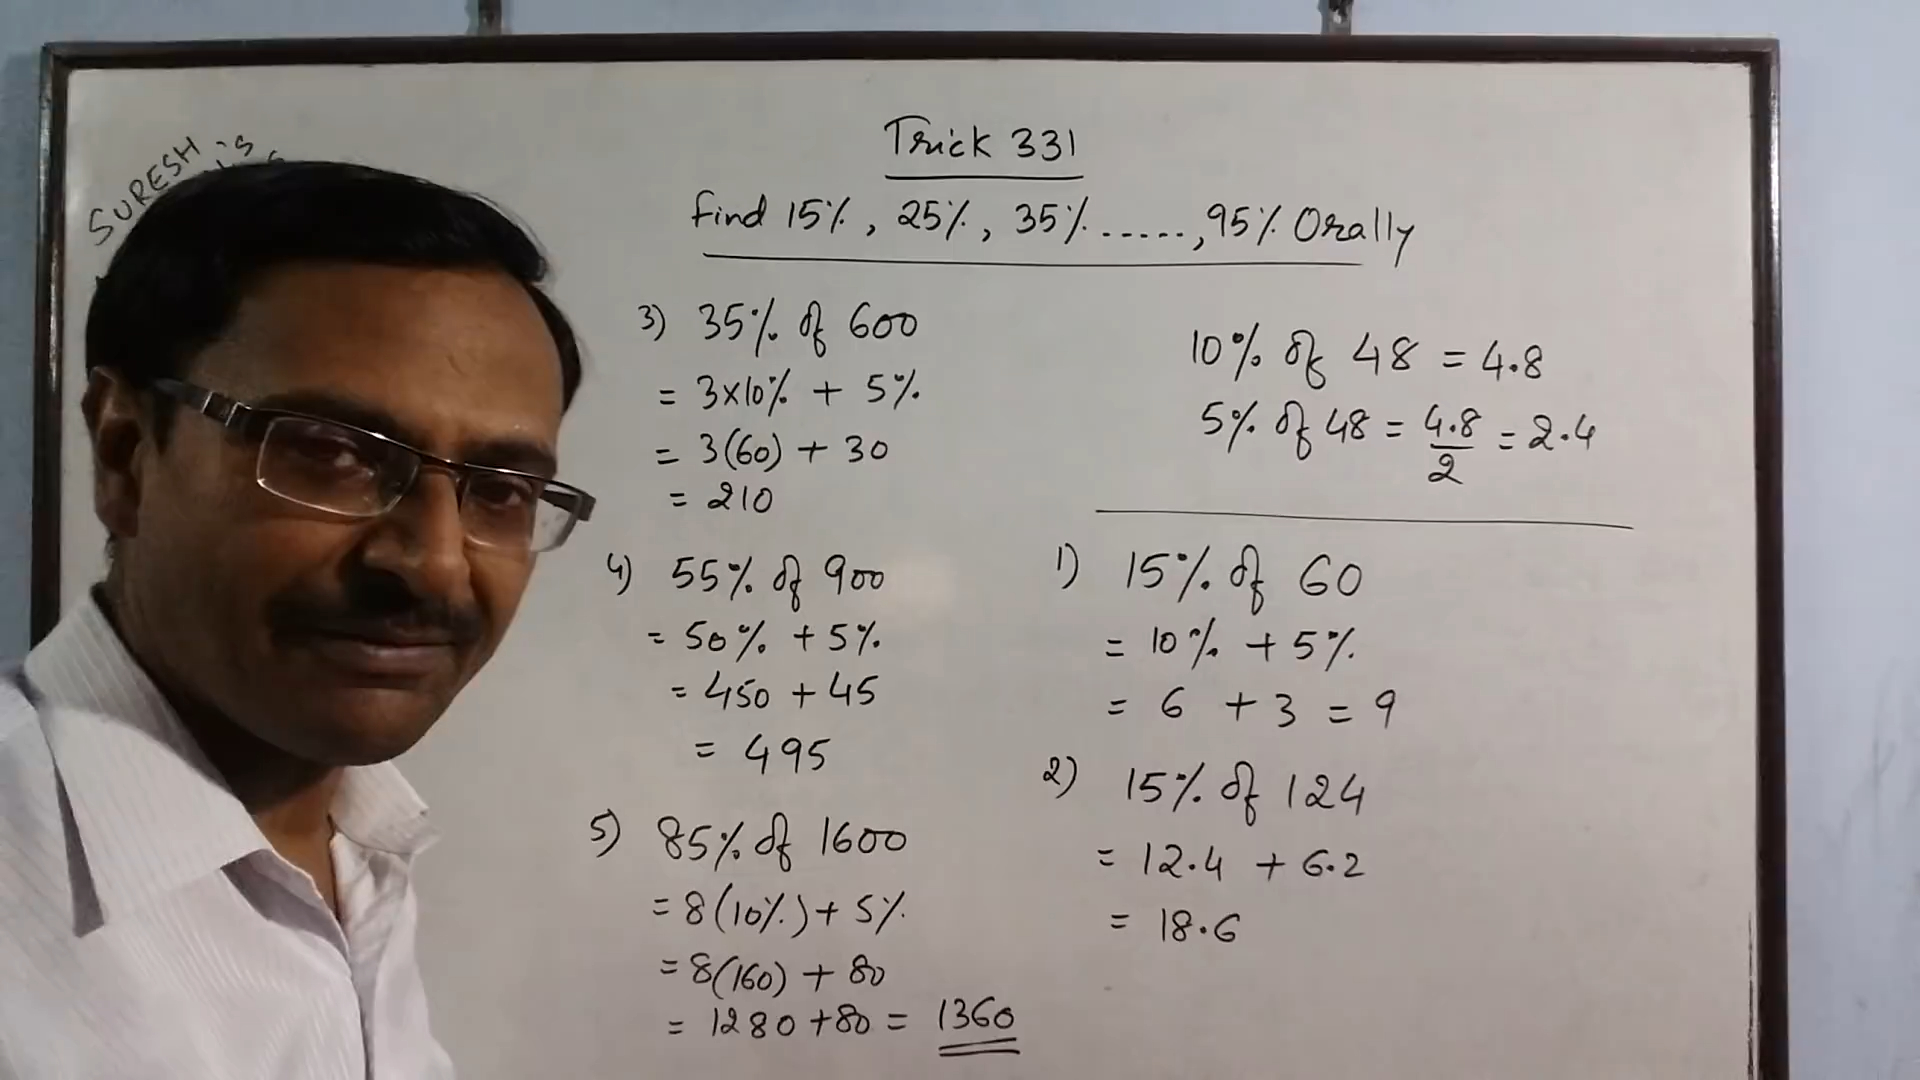 SURESH is
Trick 331
Find 15%, 25%, 35%.....,95% Orally
10% of 48 = 4.8
5% of 48 = 4.8/2 = 2.4
1) 15% of 60
= 10% + 5%
= 6 + 3 = 9
2) 15% of 124
= 12.4 + 6.2
= 18.6
3) 35% of 600
= 3x10% + 5%
= 3(60) + 30
= 210
4) 55% of 900
= 50% + 5%
= 450 + 45
= 495
5) 85% of 1600
= 8(10%) + 5%
= 8(160) + 80
= 1280 + 80 = 1360